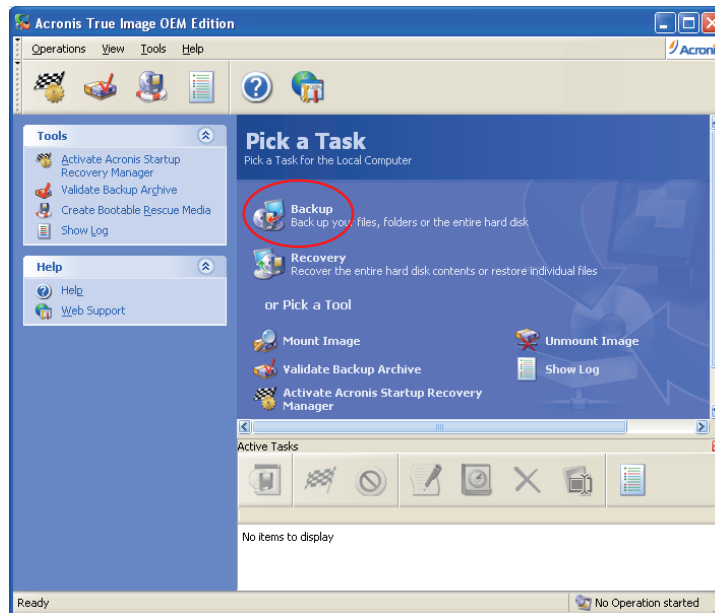 Acronis True Image OEM Edition
Operations View Tools Help
Acroni
Tools
Activate Acronis Startup
Recovery Manager
Validate Backup Archive
Create Bootable Rescue Media
Show Log
Help
Help
Web Support
Pick a Task
Pick a Task for the Local Computer
Backup
Back up your files, folders or the entire hard disk
Recovery
Recover the entire hard disk contents or restore individual files
or Pick a Tool
Mount Image
Unmount Image
Validate Backup Archive
Show Log
Activate Acronis Startup Recovery
Manager
Active Tasks
No items to display
Ready
No Operation started